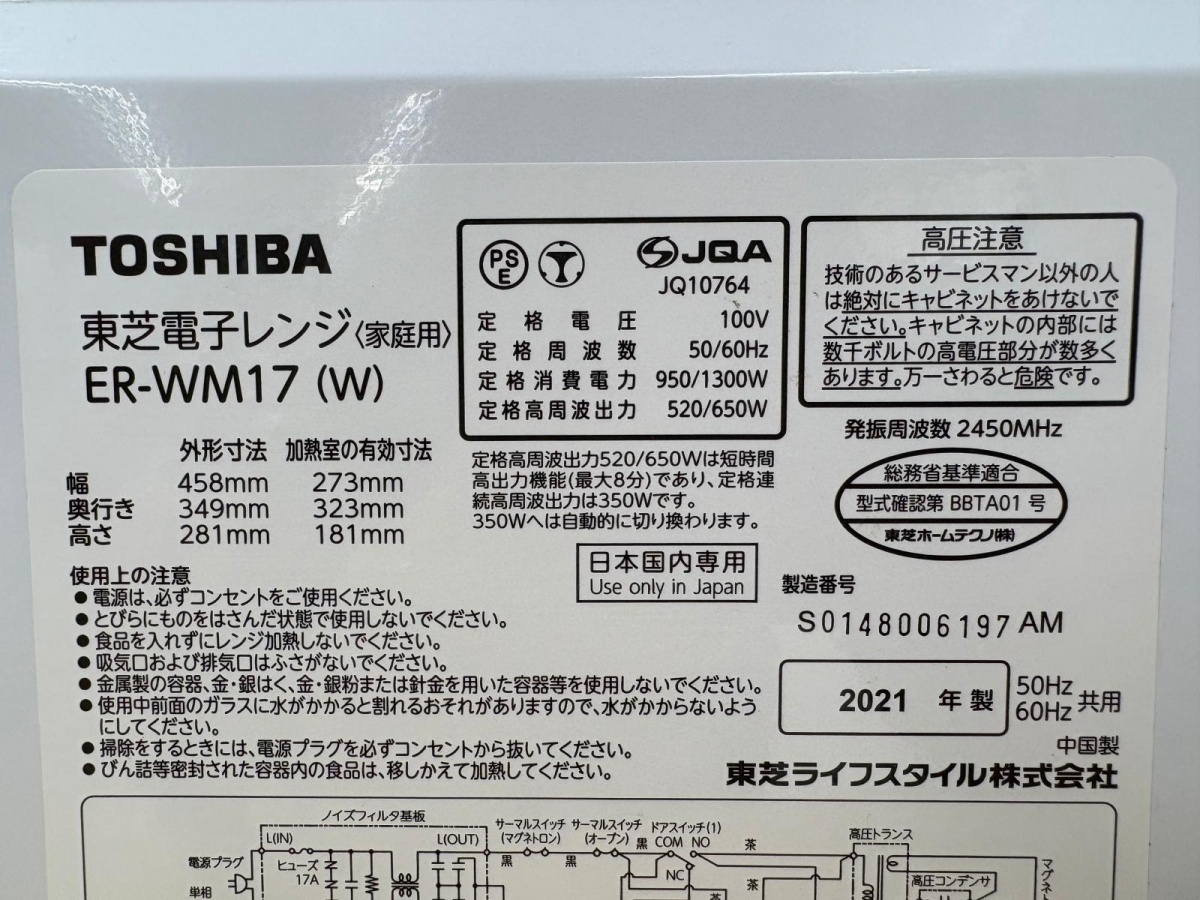 TOSHIBA
東芝電子レンジ〈家庭用〉
ER-WM17 (W)
外形寸法 加熱室の有効寸法
幅 458mm 273mm
奥行き 349mm 323mm
高さ 281mm 181mm
PS
E
JQA
JQ10764
定格電圧 100V
定格周波数 50/60Hz
定格消費電力 950/1300W
定格高周波出力 520/650W
定格高周波出力520/650Wは短時間
高出力機能(最大8分)であり、定格連
続高周波出力は350Wです。
350Wへは自動的に切り換わります。
日本国内専用
Use only in Japan
高圧注意
技術のあるサービスマン以外の人
は絶対にキャビネットをあけないで
ください。キャビネットの内部には
数千ボルトの高電圧部分が数多く
あります。万一さわると危険です。
発振周波数 2450MHz
総務省基準適合
型式確認第 BBTA01 号
東芝ホームテクノ(株)
製造番号
S0148006197 AM
2021 年 製
50Hz
60Hz
共用
中国製
東芝ライフスタイル株式会社
使用上の注意
●電源は、必ずコンセントをご使用ください。
●とびらにものをはさんだ状態で使用しないでください。
●食品を入れずにレンジ加熱しないでください。
●吸気口および排気口はふさがないでください。
●金属製の容器、金・銀はく、金・銀粉または針金を用いた容器等を使用しないでください。
●使用中前面のガラスに水がかかると割れるおそれがありますので、水がかからないよう
にしてください。
●掃除をするときには、電源プラグを必ずコンセントから抜いてください。
●びん詰等密封された容器内の食品は、移しかえて加熱してください。
ノイズフィルタ基板
L(IN)
L(OUT)
電源プラグ
単相
ヒューズ
17A
サーマルスイッチ
(マグネトロン)
サーマルスイッチ
(オーブン)
ドアスイッチ(1)
黒
黒
黒
COM NO
NC
茶
茶
茶
高圧トランス
高圧コンデンサ
マグネ